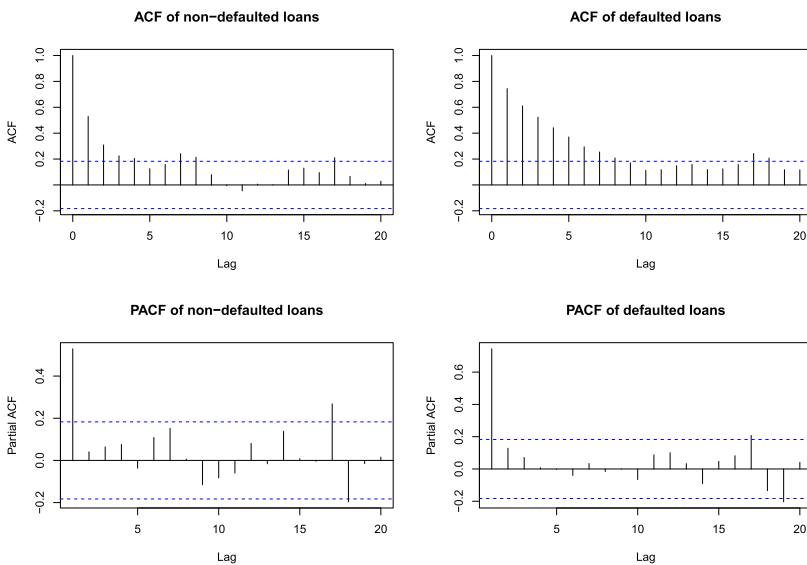 ACF of non−defaulted loans
ACF
1.0
0.8
0.6
0.4
0.2
−0.2
0 5 10 15 20
Lag
ACF of defaulted loans
ACF
1.0
0.8
0.6
0.4
0.2
−0.2
0 5 10 15 20
Lag
PACF of non−defaulted loans
Partial ACF
0.4
0.2
0.0
−0.2
5 10 15 20
Lag
PACF of defaulted loans
Partial ACF
0.6
0.4
0.2
0.0
−0.2
5 10 15 20
Lag